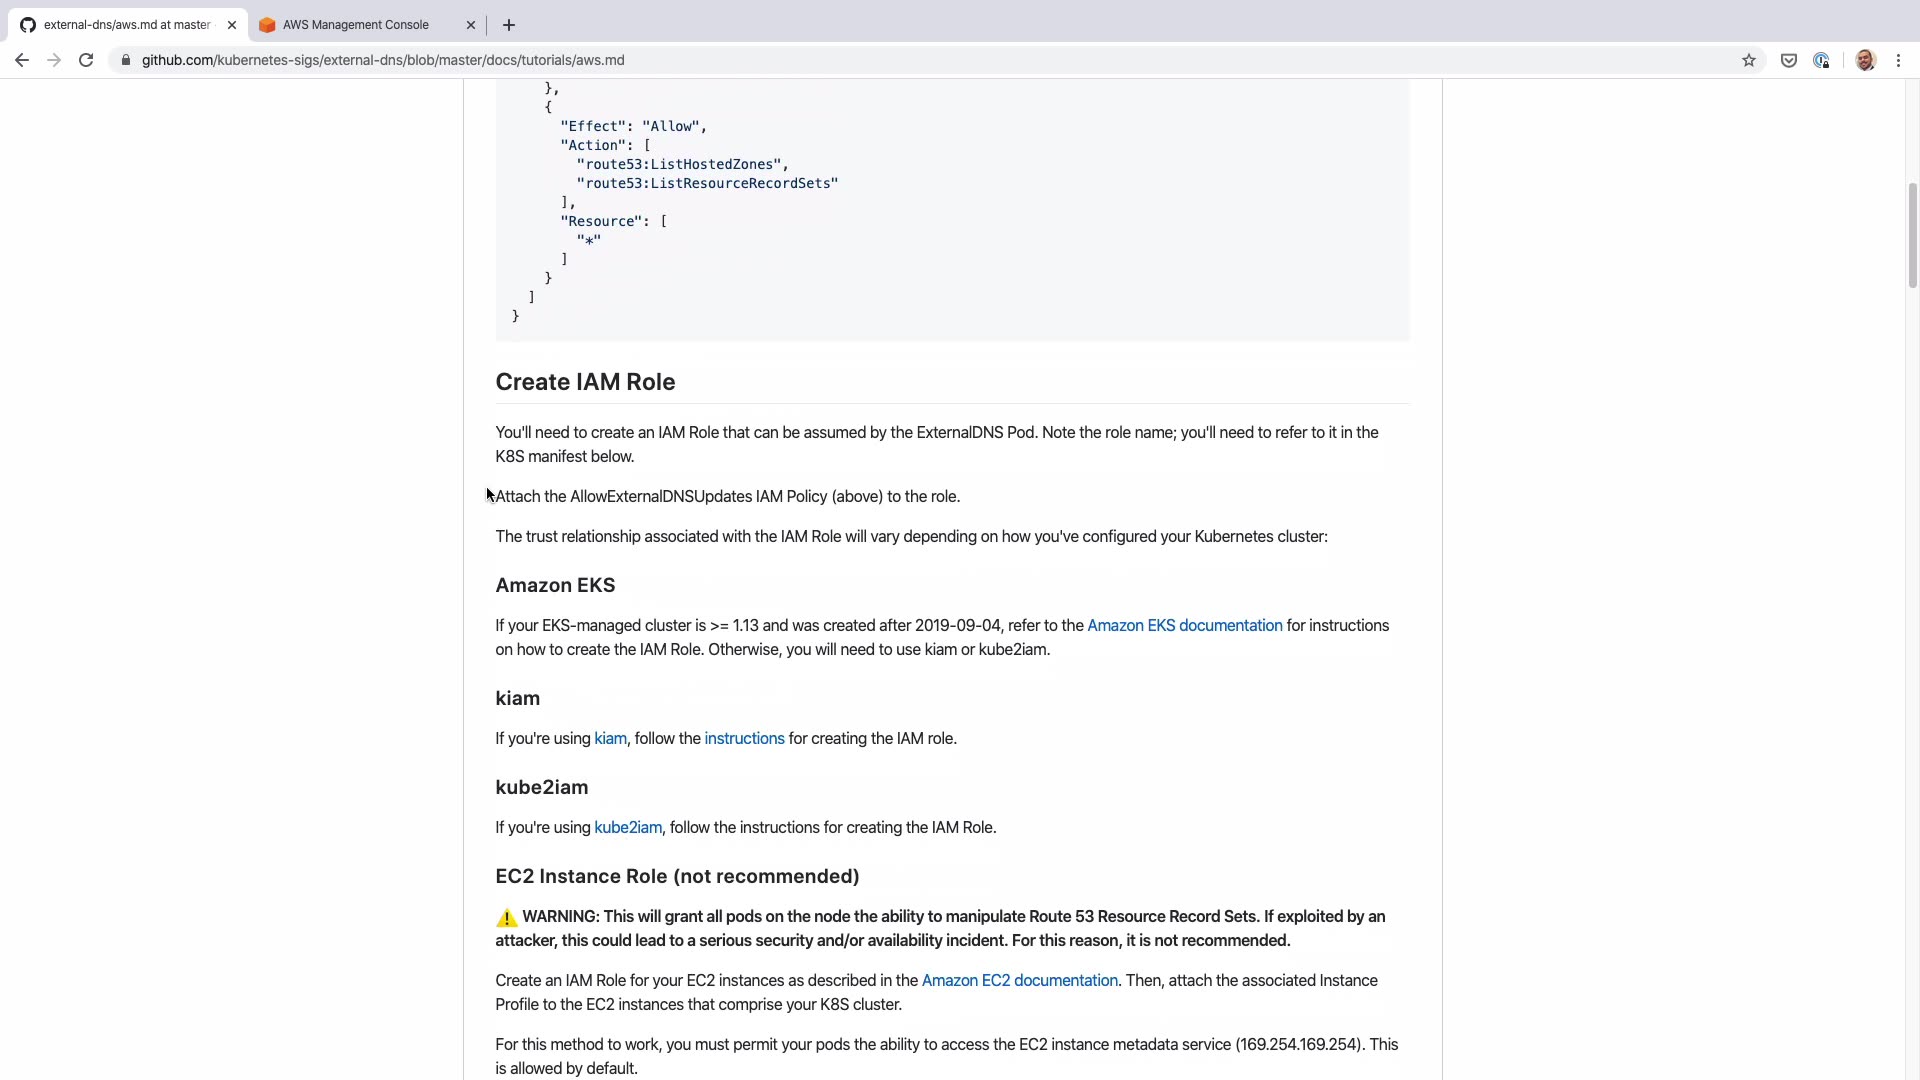 external-dns/aws.md at master
AWS Management Console
github.com/kubernetes-sigs/external-dns/blob/master/docs/tutorials/aws.md
},
{
"Effect": "Allow",
"Action": [
"route53:ListHostedZones",
"route53:ListResourceRecordSets"
],
"Resource": [
"*"
]
}
]
}
Create IAM Role
You'll need to create an IAM Role that can be assumed by the ExternalDNS Pod. Note the role name; you'll need to refer to it in the
K8S manifest below.
Attach the AllowExternalDNSUpdates IAM Policy (above) to the role.
The trust relationship associated with the IAM Role will vary depending on how you've configured your Kubernetes cluster:
Amazon EKS
If your EKS-managed cluster is >= 1.13 and was created after 2019-09-04, refer to the Amazon EKS documentation for instructions
on how to create the IAM Role. Otherwise, you will need to use kiam or kube2iam.
kiam
If you're using kiam, follow the instructions for creating the IAM role.
kube2iam
If you're using kube2iam, follow the instructions for creating the IAM Role.
EC2 Instance Role (not recommended)
WARNING: This will grant all pods on the node the ability to manipulate Route 53 Resource Record Sets. If exploited by an
attacker, this could lead to a serious security and/or availability incident. For this reason, it is not recommended.
Create an IAM Role for your EC2 instances as described in the Amazon EC2 documentation. Then, attach the associated Instance
Profile to the EC2 instances that comprise your K8S cluster.
For this method to work, you must permit your pods the ability to access the EC2 instance metadata service (169.254.169.254). This
is allowed by default.